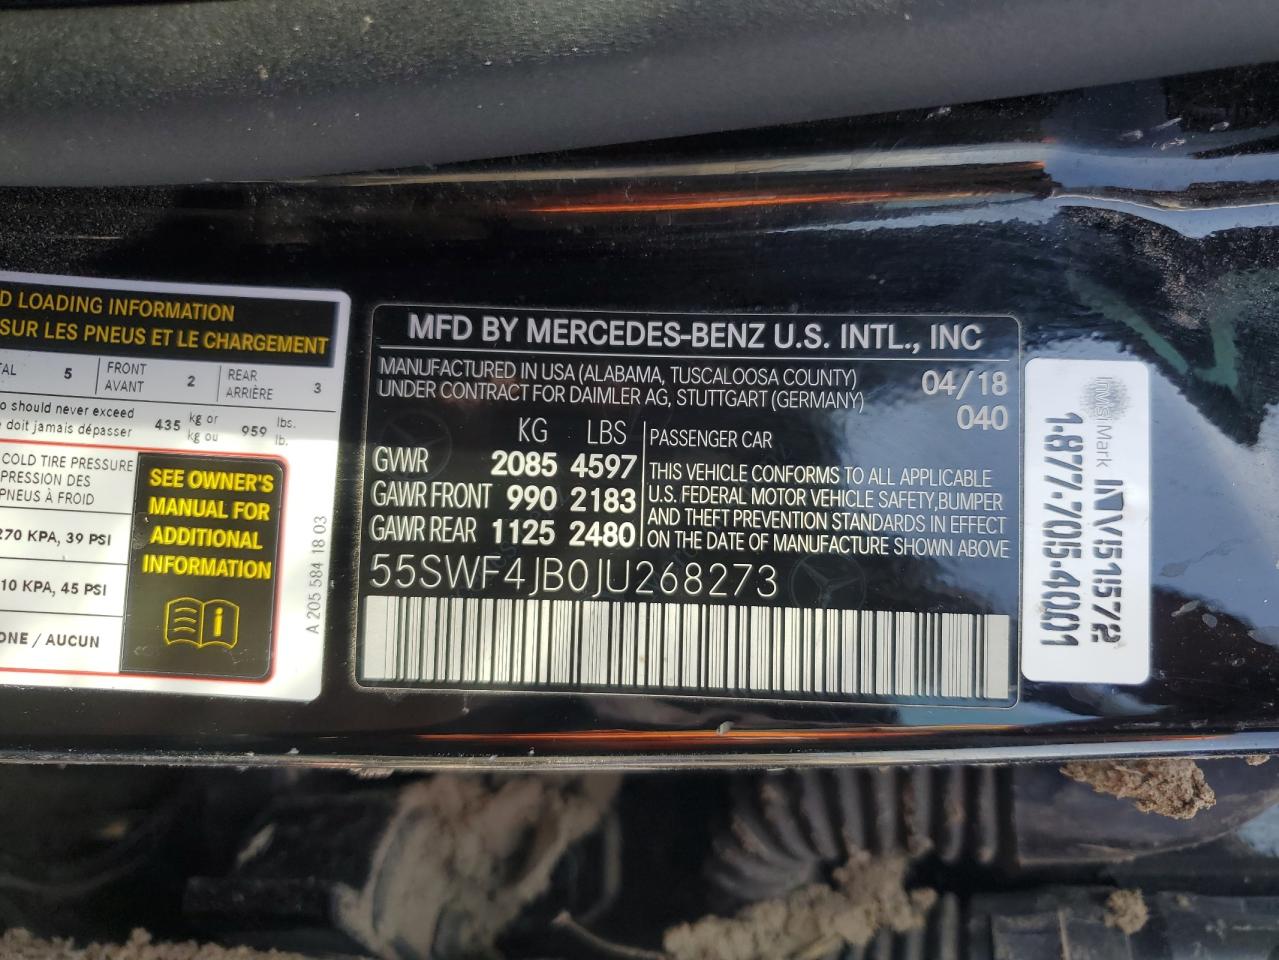 D LOADING INFORMATION
SUR LES PNEUS ET LE CHARGEMENT
TAL 5 FRONT AVANT 2 REAR ARRIÈRE 3
should never exceed
doit jamais dépasser 435 kg or kg ou 959 lbs. lb.
COLD TIRE PRESSURE
PRESSION DES
PNEUS À FROID
270 KPA, 39 PSI
10 KPA, 45 PSI
ONE / AUCUN
SEE OWNER'S
MANUAL FOR
ADDITIONAL
INFORMATION
A 205 584 18 03
MFD BY MERCEDES-BENZ U.S. INTL., INC
MANUFACTURED IN USA (ALABAMA, TUSCALOOSA COUNTY) 04/18
UNDER CONTRACT FOR DAIMLER AG, STUTTGART (GERMANY) 040
KG LBS
GVWR 2085 4597
GAWR FRONT 990 2183
GAWR REAR 1125 2480
PASSENGER CAR
THIS VEHICLE CONFORMS TO ALL APPLICABLE
U.S. FEDERAL MOTOR VEHICLE SAFETY,BUMPER
AND THEFT PREVENTION STANDARDS IN EFFECT
ON THE DATE OF MANUFACTURE SHOWN ABOVE
55SWF4JB0JU268273
InMsiMark NV51572
1.877.705.4001